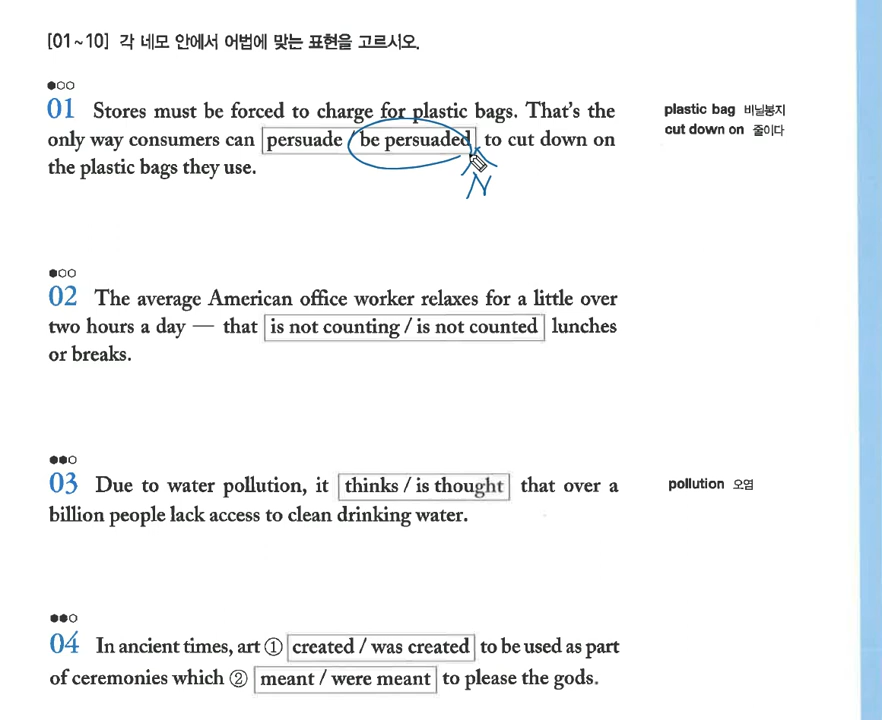 [01~10] 각 네모 안에서 어법에 맞는 표현을 고르시오.
01 Stores must be forced to charge for plastic bags. That's the
only way consumers can persuade / be persuaded to cut down on
the plastic bags they use.
plastic bag 비닐봉지
cut down on 줄이다
N
02 The average American office worker relaxes for a little over
two hours a day — that is not counting / is not counted lunches
or breaks.
03 Due to water pollution, it thinks / is thought that over a
billion people lack access to clean drinking water.
pollution 오염
04 In ancient times, art ① created / was created to be used as part
of ceremonies which ② meant / were meant to please the gods.